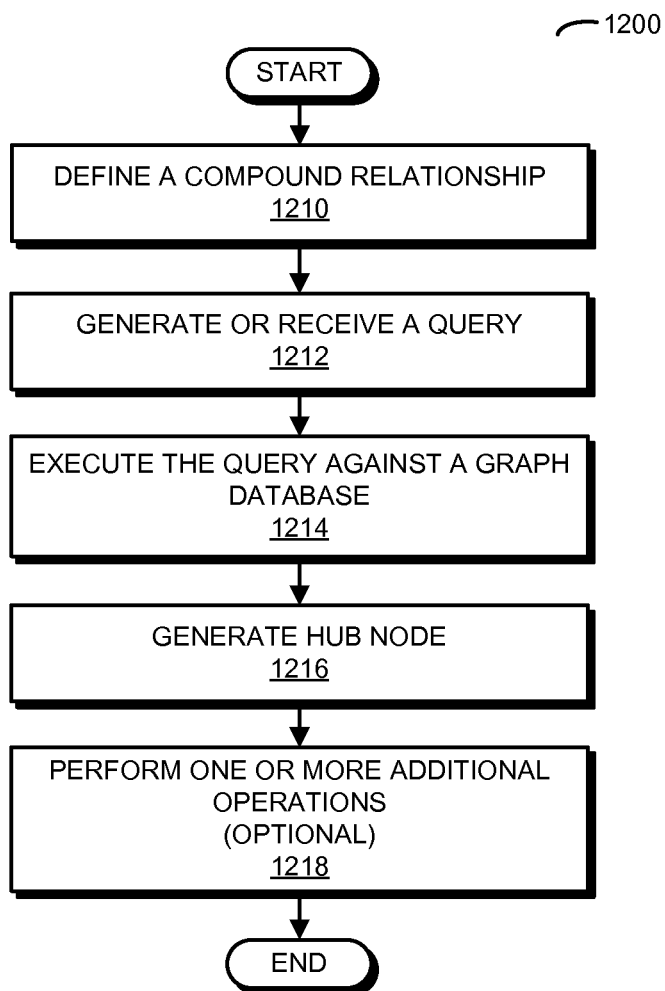 1200
START
DEFINE A COMPOUND RELATIONSHIP
1210
GENERATE OR RECEIVE A QUERY
1212
EXECUTE THE QUERY AGAINST A GRAPH
DATABASE
1214
GENERATE HUB NODE
1216
PERFORM ONE OR MORE ADDITIONAL
OPERATIONS
(OPTIONAL)
1218
END